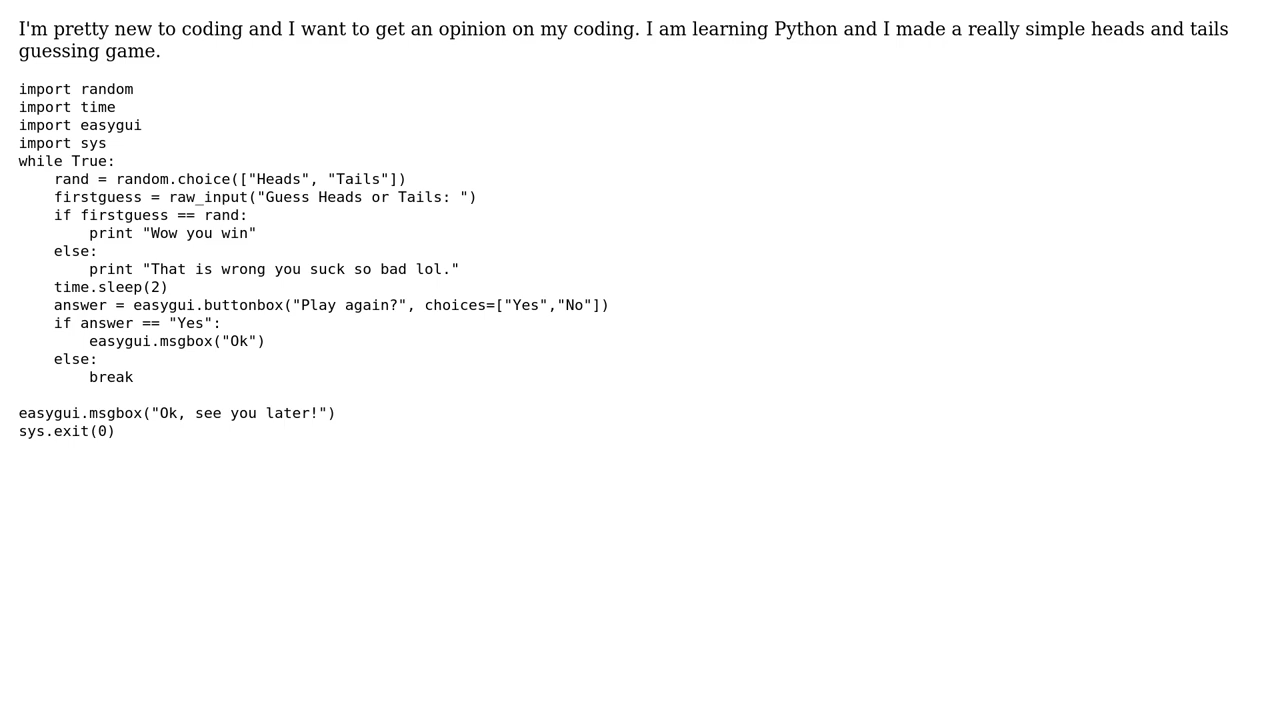 I'm pretty new to coding and I want to get an opinion on my coding. I am learning Python and I made a really simple heads and tails
guessing game.
import random
import time
import easygui
import sys
while True:
    rand = random.choice(["Heads", "Tails"])
    firstguess = raw_input("Guess Heads or Tails: ")
    if firstguess == rand:
        print "Wow you win"
    else:
        print "That is wrong you suck so bad lol."
    time.sleep(2)
    answer = easygui.buttonbox("Play again?", choices=["Yes","No"])
    if answer == "Yes":
        easygui.msgbox("Ok")
    else:
        break

easygui.msgbox("Ok, see you later!")
sys.exit(0)